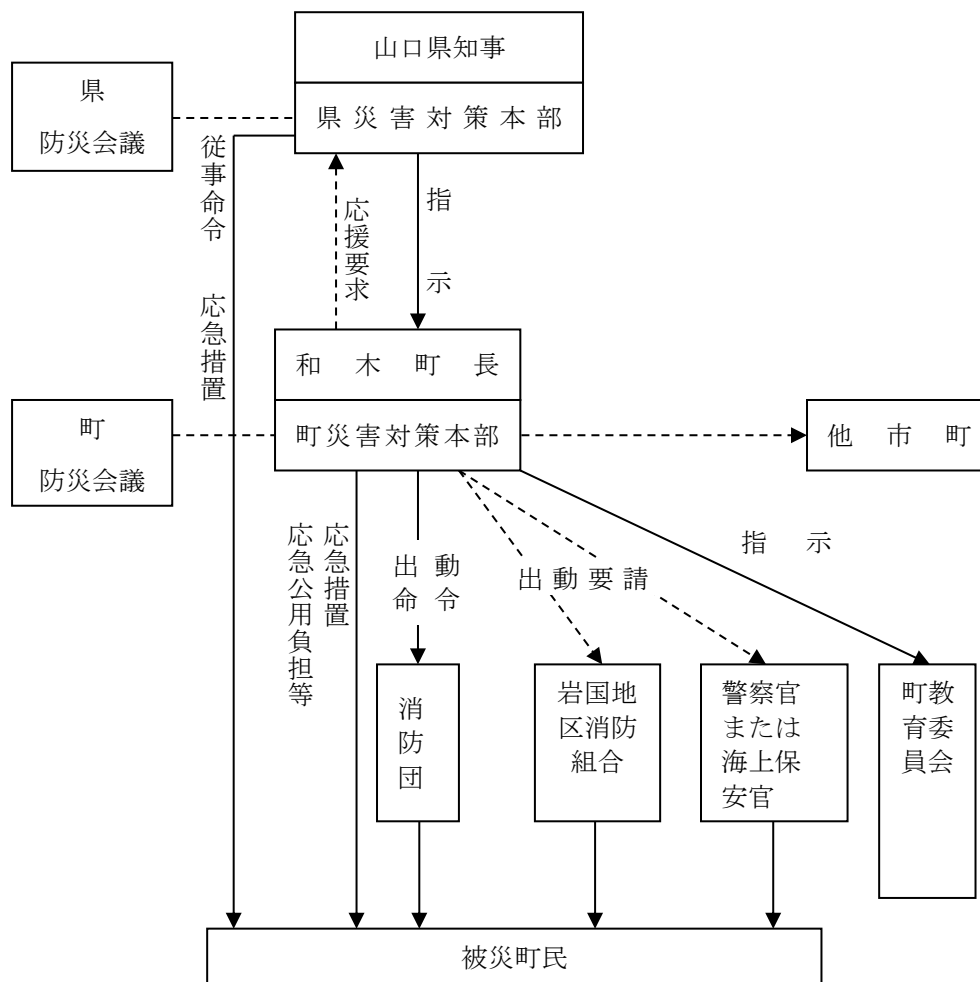 山口県知事
県
防災会議
県災害対策本部
従事命令
応急措置
応援要求
指示
和木町長
町
防災会議
町災害対策本部
他市町
応急措置
応急公用負担等
出動
命令
出動要請
指示
消防団
岩国地
区消防
組合
警察官
または
海上保
安官
町教
育委
員会
被災町民